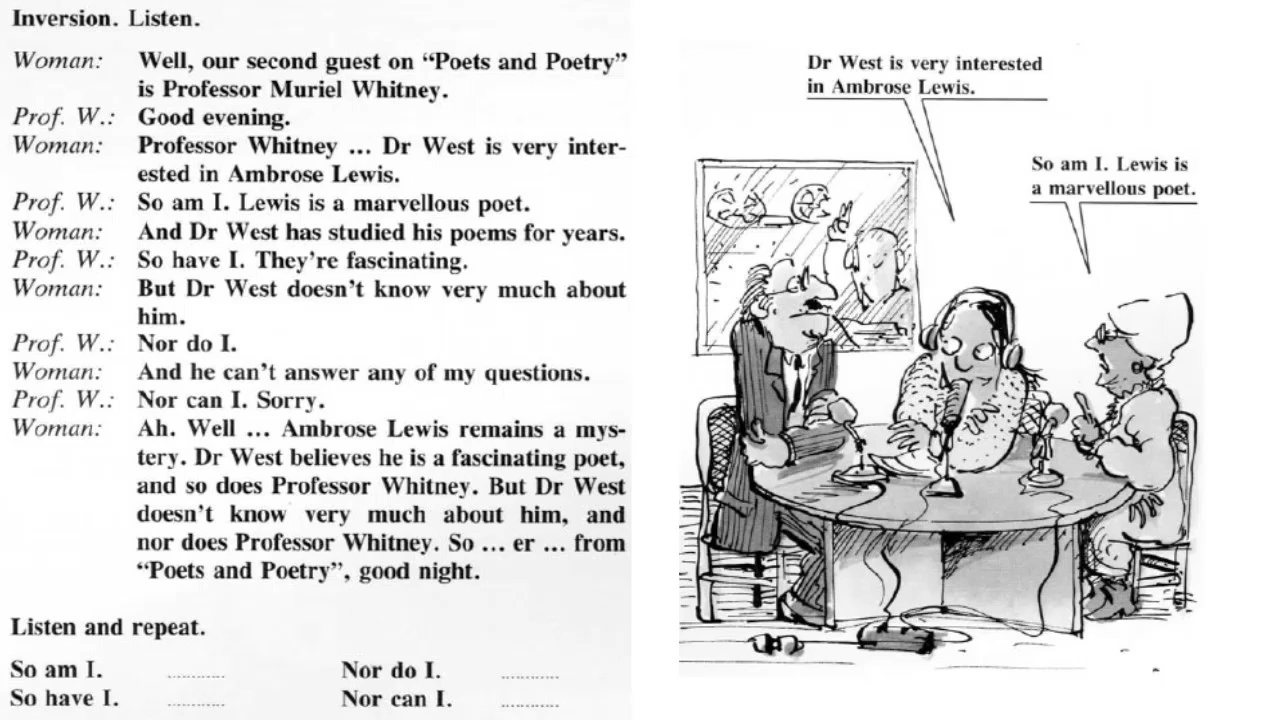 Inversion. Listen.
Woman: Well, our second guest on “Poets and Poetry”
is Professor Muriel Whitney.
Prof. W.: Good evening.
Woman: Professor Whitney ... Dr West is very inter-
ested in Ambrose Lewis.
Prof. W.: So am I. Lewis is a marvellous poet.
Woman: And Dr West has studied his poems for years.
Prof. W.: So have I. They’re fascinating.
Woman: But Dr West doesn’t know very much about
him.
Prof. W.: Nor do I.
Woman: And he can’t answer any of my questions.
Prof. W.: Nor can I. Sorry.
Woman: Ah. Well ... Ambrose Lewis remains a mys-
tery. Dr West believes he is a fascinating poet,
and so does Professor Whitney. But Dr West
doesn’t know very much about him, and
nor does Professor Whitney. So ... er ... from
“Poets and Poetry”, good night.
Listen and repeat.
So am I. ............ Nor do I. ............
So have I. ............ Nor can I. ............
Dr West is very interested
in Ambrose Lewis.
So am I. Lewis is
a marvellous poet.